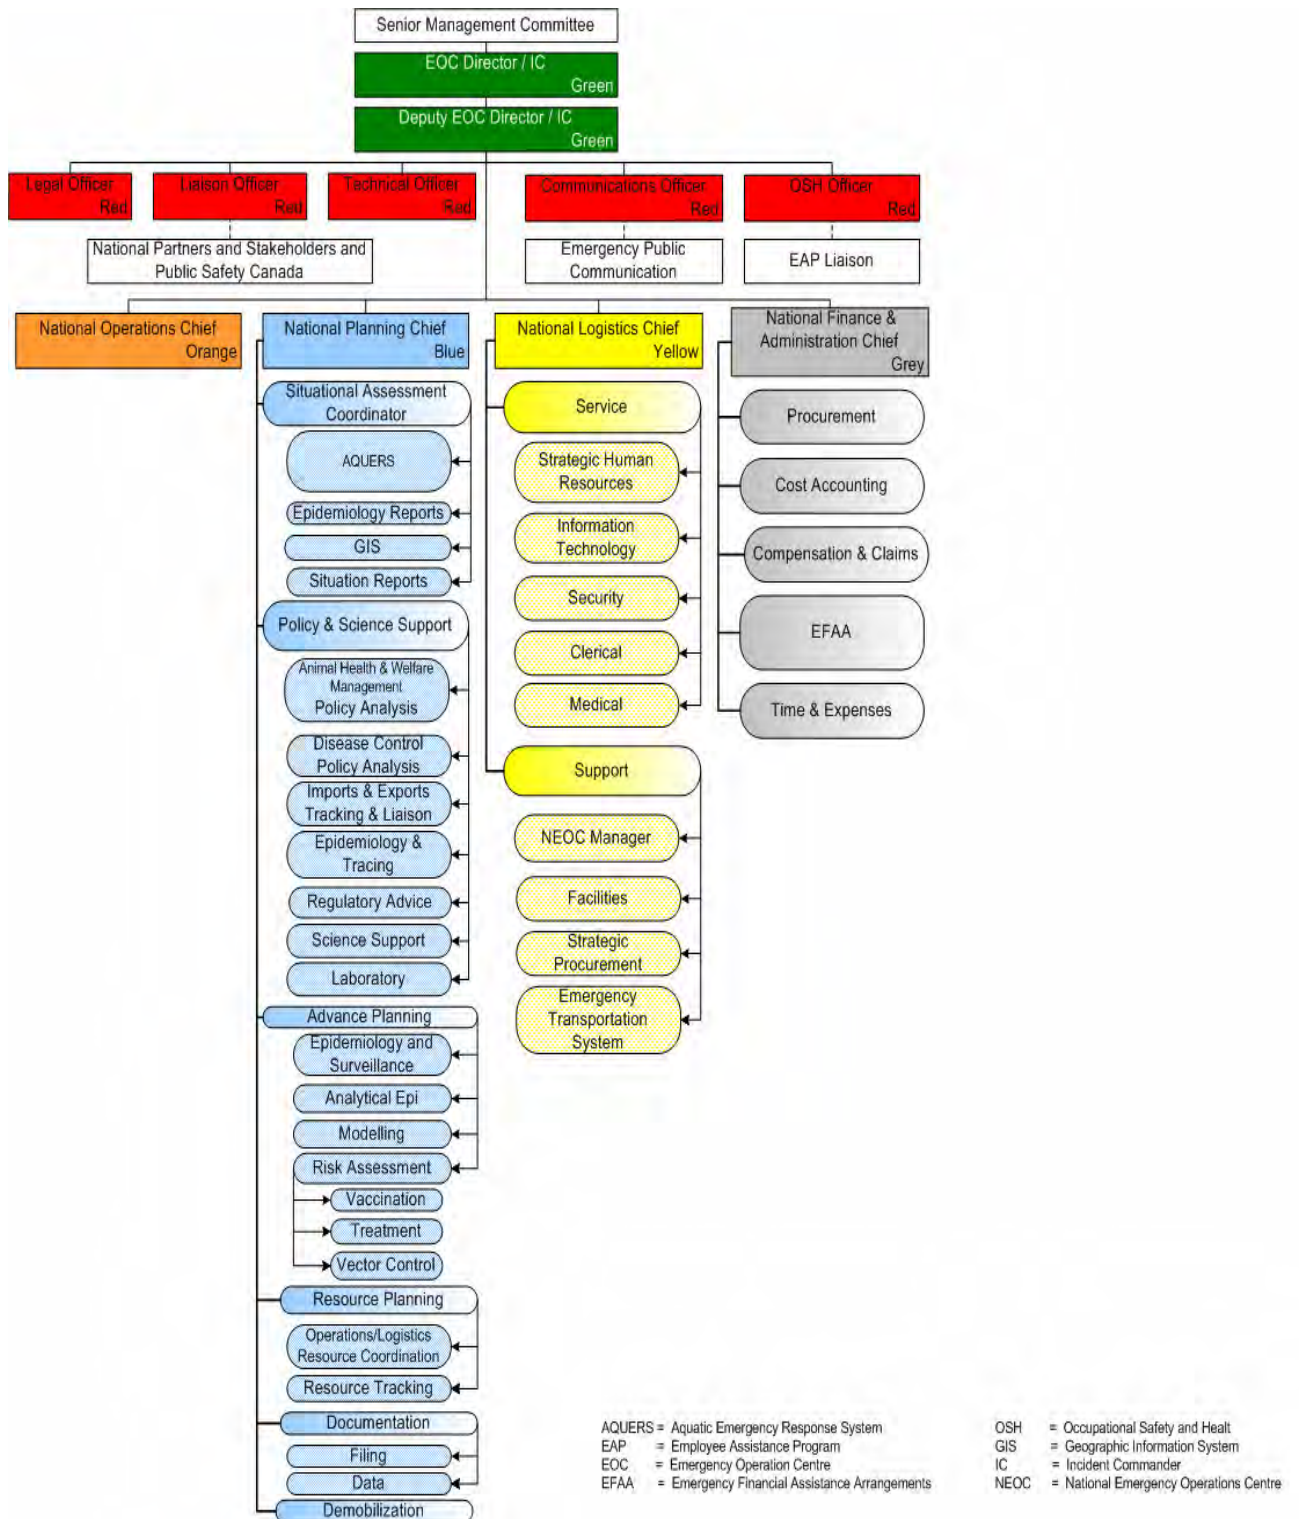 Senior Management Committee
EOC Director / IC
Green
Deputy EOC Director / IC
Green
Legal Officer
Red
Liaison Officer
Red
Technical Officer
Red
Communications Officer
Red
OSH Officer
Red
National Partners and Stakeholders and
Public Safety Canada
Emergency Public
Communication
EAP Liaison
National Operations Chief
Orange
National Planning Chief
Blue
National Logistics Chief
Yellow
National Finance &
Administration Chief
Grey
Situational Assessment
Coordinator
AQUERS
Epidemiology Reports
GIS
Situation Reports
Policy & Science Support
Animal Health & Welfare
Management
Policy Analysis
Disease Control
Policy Analysis
Imports & Exports
Tracking & Liaison
Epidemiology &
Tracing
Regulatory Advice
Science Support
Laboratory
Advance Planning
Epidemiology and
Surveillance
Analytical Epi
Modelling
Risk Assessment
Vaccination
Treatment
Vector Control
Resource Planning
Operations/Logistics
Resource Coordination
Resource Tracking
Documentation
Filing
Data
Demobilization
Service
Strategic Human
Resources
Information
Technology
Security
Clerical
Medical
Support
NEOC Manager
Facilities
Strategic
Procurement
Emergency
Transportation
System
Procurement
Cost Accounting
Compensation & Claims
EFAA
Time & Expenses
AQUERS = Aquatic Emergency Response System
EAP = Employee Assistance Program
EOC = Emergency Operation Centre
EFAA = Emergency Financial Assistance Arrangements
OSH = Occupational Safety and Healt
GIS = Geographic Information System
IC = Incident Commander
NEOC = National Emergency Operations Centre